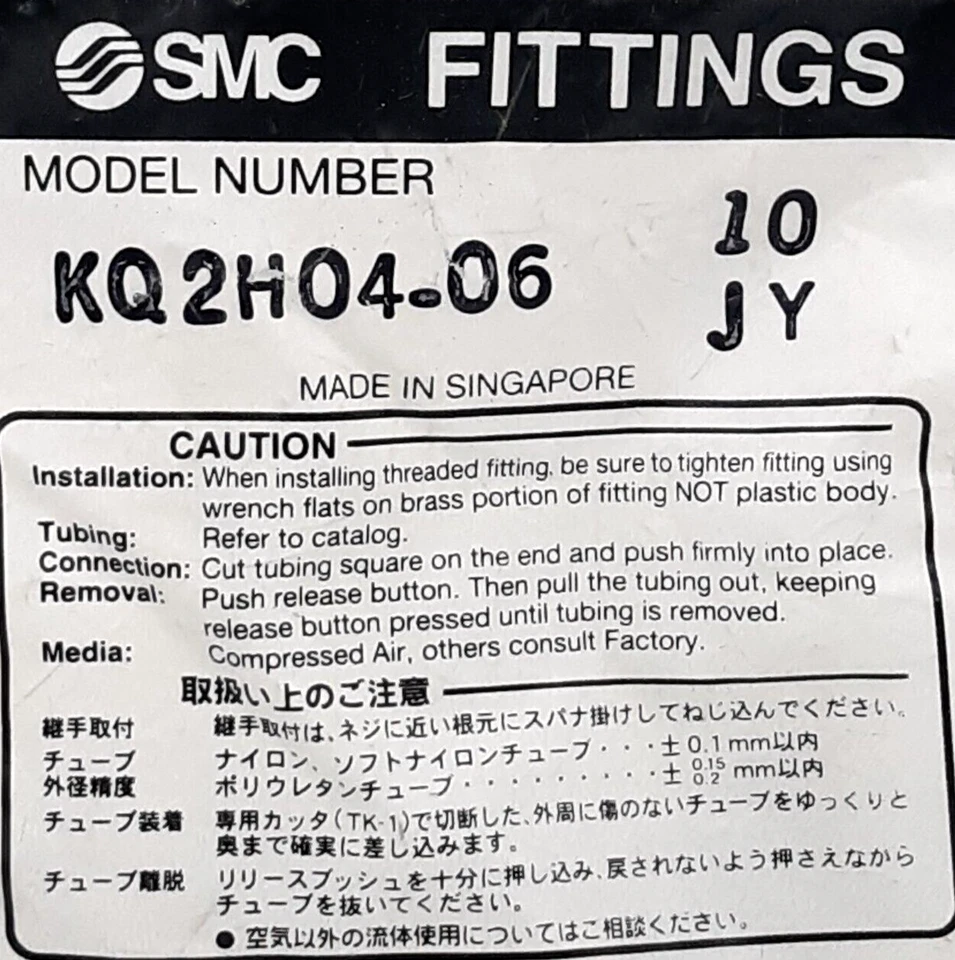 SMC FITTINGS
MODEL NUMBER
10
KQ2H04-06
JY
MADE IN SINGAPORE
CAUTION
Installation: When installing threaded fitting, be sure to tighten fitting using
wrench flats on brass portion of fitting NOT plastic body.
Tubing: Refer to catalog.
Connection: Cut tubing square on the end and push firmly into place.
Removal: Push release button. Then pull the tubing out, keeping
release button pressed until tubing is removed.
Media: Compressed Air, others consult Factory.
取扱い上のご注意
継手取付 継手取付は、ネジに近い根元にスパナ掛けしてねじ込んでください。
チューブ ナイロン、ソフトナイロンチューブ・・・± 0.1 mm以内
外径精度 ポリウレタンチューブ・・・・・・・・・± 0.15 0.2 mm以内
チューブ装着 専用カッタ(TK-1)で切断した、外周に傷のないチューブをゆっくりと
奥まで確実に差し込みます。
チューブ離脱 リリースブッシュを十分に押し込み、戻されないよう押さえながら
チューブを抜いてください。
● 空気以外の流体使用についてはご相談ください。